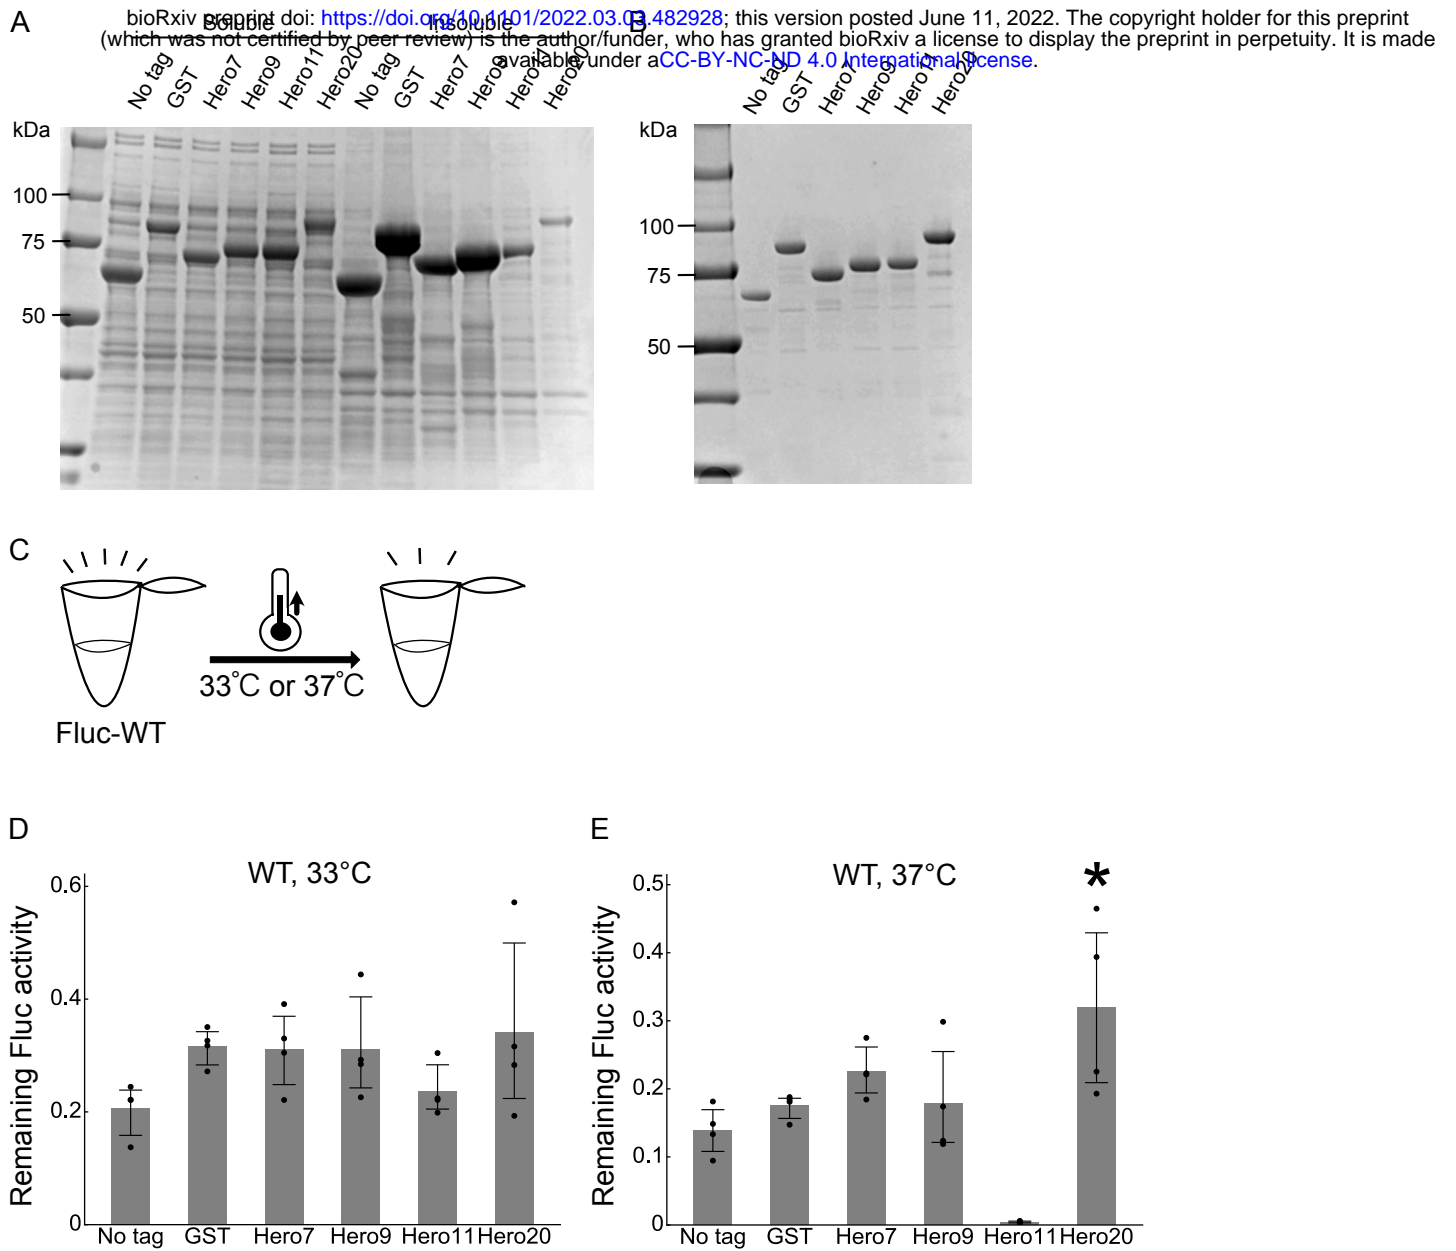 bioRxiv preprint doi: https://doi.org/10.1101/2022.03.03.482928; this version posted June 11, 2022. The copyright holder for this preprint
(which was not certified by peer review) is the author/funder, who has granted bioRxiv a license to display the preprint in perpetuity. It is made
available under aCC-BY-NC-ND 4.0 International license.
A
Soluble
Insoluble
No tag
GST
Hero7
Hero9
Hero11
Hero20
No tag
GST
Hero7
Hero9
Hero11
Hero20
kDa
100
75
50
B
No tag
GST
Hero7
Hero9
Hero11
Hero20
kDa
100
75
50
C
33°C or 37°C
Fluc-WT
D
WT, 33°C
Remaining Fluc activity
0.6
0.4
0.2
0
No tag GST Hero7 Hero9 Hero11 Hero20
E
WT, 37°C
*
Remaining Fluc activity
0.5
0.4
0.3
0.2
0.1
0
No tag GST Hero7 Hero9 Hero11 Hero20